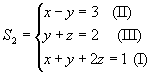 S₂ = { x − y = 3 (II)
y + z = 2 (III)
x + y + 2z = 1 (I)